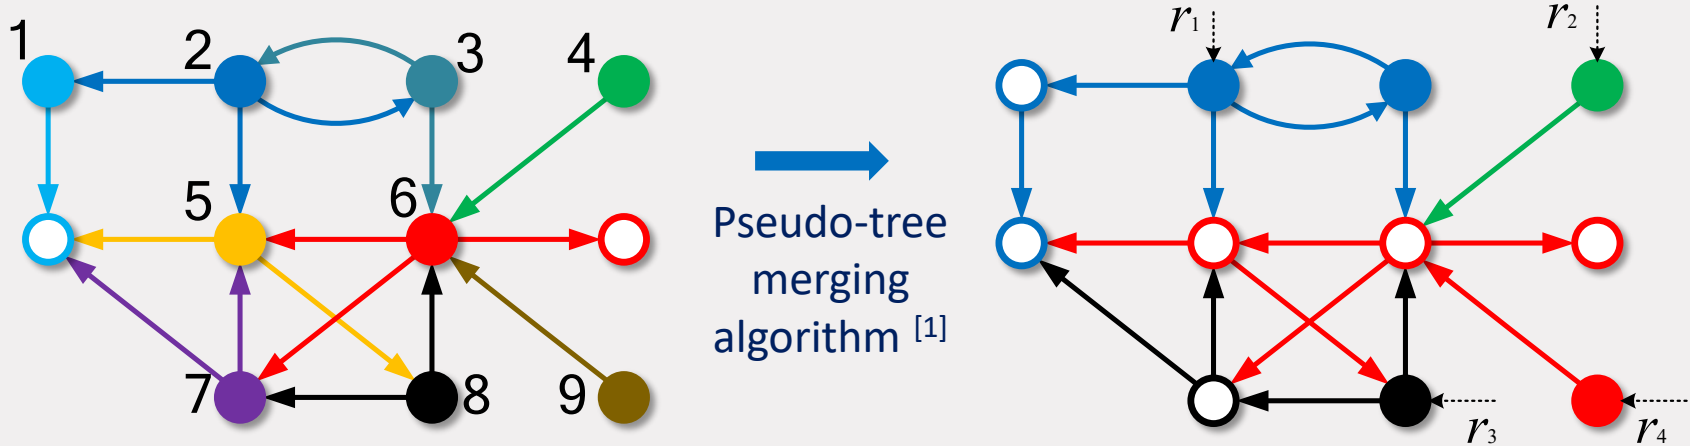 1
2
3
4
5
6
7
8
9
Pseudo-tree
merging
algorithm [1]
r1
r2
r3
r4